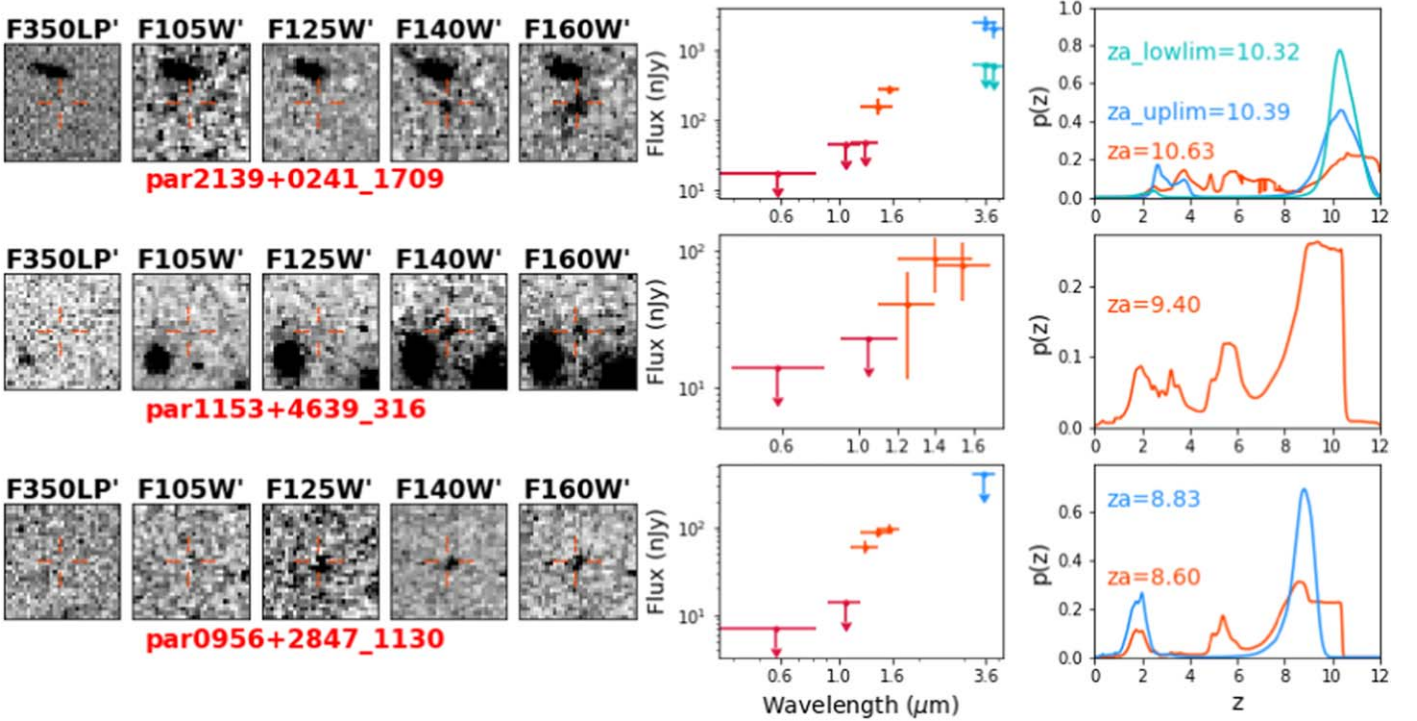 F350LP' F105W' F125W' F140W' F160W'
par2139+0241_1709
Flux (nJy)
10³
10²
10¹
0.6 1.0 1.6 3.6
p(z)
1.0
0.8
0.6
0.4
0.2
0.0
za_lowlim=10.32
za_uplim=10.39
za=10.63
0 2 4 6 8 10 12
F350LP' F105W' F125W' F140W' F160W'
par1153+4639_316
Flux (nJy)
10²
10¹
0.6 1.0 1.2 1.4 1.6
p(z)
0.2
0.1
0.0
za=9.40
0 2 4 6 8 10 12
F350LP' F105W' F125W' F140W' F160W'
par0956+2847_1130
Flux (nJy)
10²
10¹
0.6 1.0 1.6 3.6
Wavelength (μm)
p(z)
0.6
0.4
0.2
0.0
za=8.83
za=8.60
0 2 4 6 8 10 12
z